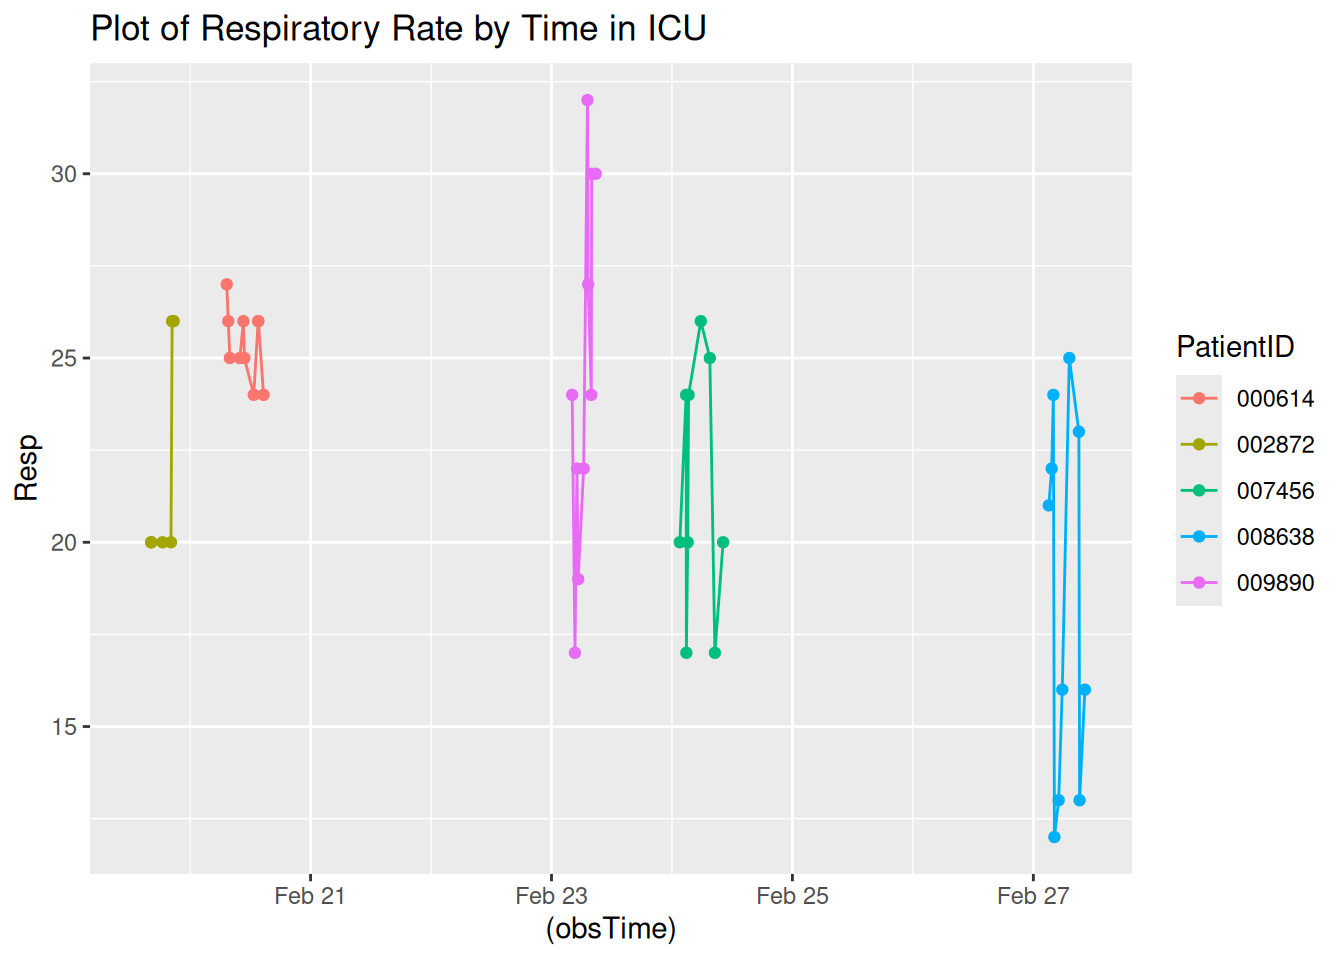 Plot of Respiratory Rate by Time in ICU
30
25
20
15
Resp
Feb 21
Feb 23
Feb 25
Feb 27
(obsTime)
PatientID
000614
002872
007456
008638
009890